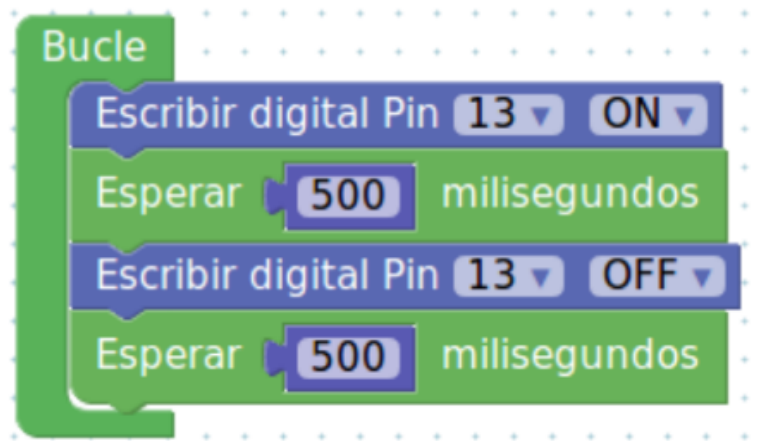 Bucle
Escribir digital Pin 13 ▼ ON ▼
Esperar 500 milisegundos
Escribir digital Pin 13 ▼ OFF ▼
Esperar 500 milisegundos